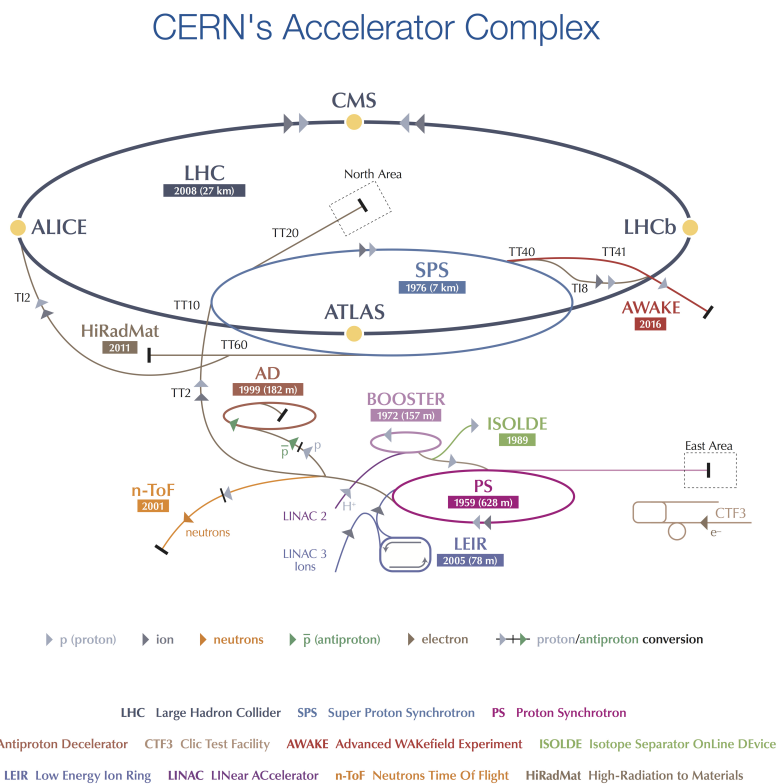 CERN's Accelerator Complex
CMS
LHC
2008 (27 km)
North Area
ALICE
LHCb
TT20
TT40
TT41
SPS
1976 (7 km)
TI8
TI2
TT10
ATLAS
AWAKE
2016
HiRadMat
2011
TT60
AD
1999 (182 m)
TT2
BOOSTER
1972 (157 m)
ISOLDE
1989
p
p̅
East Area
n-ToF
2001
PS
1959 (628 m)
H+
LINAC 2
neutrons
CTF3
e–
LEIR
2005 (78 m)
LINAC 3
Ions
p (proton) ion neutrons p̅ (antiproton) electron proton/antiproton conversion
LHC Large Hadron Collider SPS Super Proton Synchrotron PS Proton Synchrotron
Antiproton Decelerator CTF3 Clic Test Facility AWAKE Advanced WAKefield Experiment ISOLDE Isotope Separator OnLine DEvice
LEIR Low Energy Ion Ring LINAC LINear ACcelerator n-ToF Neutrons Time Of Flight HiRadMat High-Radiation to Materials